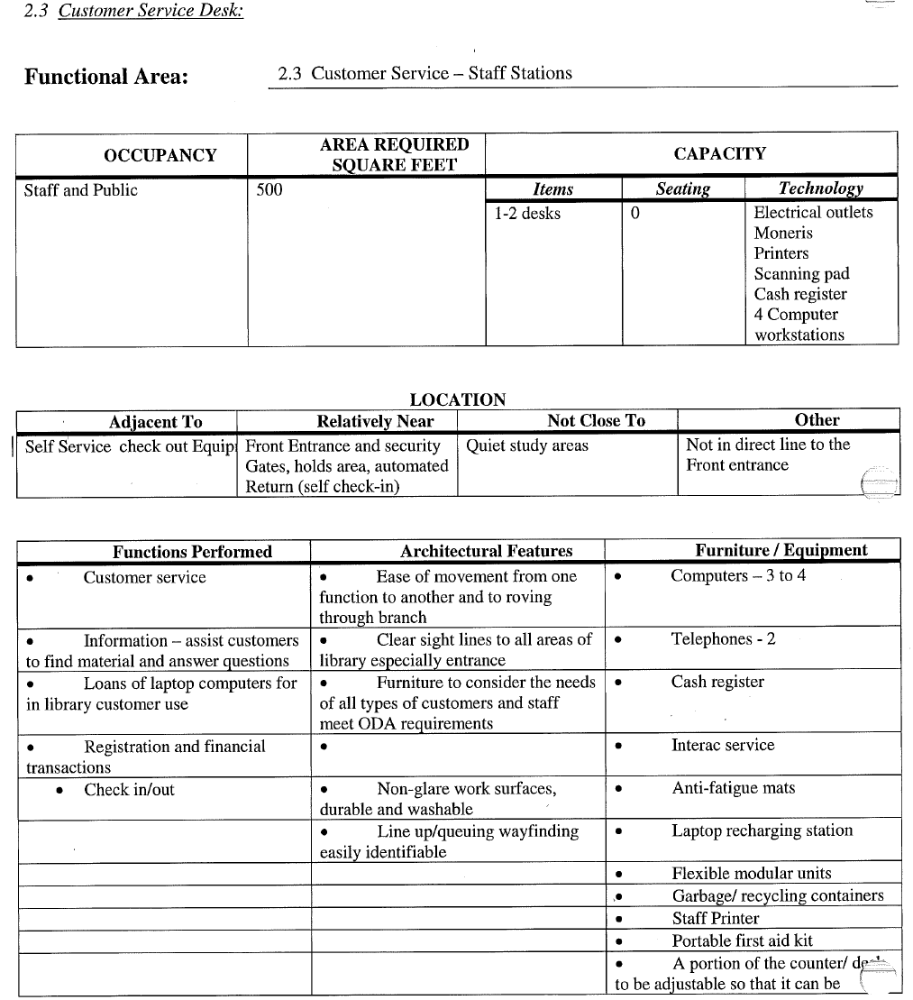 2.3 Customer Service Desk:
Functional Area: 2.3 Customer Service – Staff Stations
OCCUPANCY AREA REQUIRED SQUARE FEET CAPACITY
Staff and Public 500 Items Seating Technology
1-2 desks 0 Electrical outlets
Moneris
Printers
Scanning pad
Cash register
4 Computer
workstations
LOCATION
Adjacent To Relatively Near Not Close To Other
Self Service check out Equip Front Entrance and security Quiet study areas Not in direct line to the
Gates, holds area, automated Front entrance
Return (self check-in)
Functions Performed Architectural Features Furniture / Equipment
• Customer service • Ease of movement from one • Computers – 3 to 4
function to another and to roving
through branch
• Information – assist customers • Clear sight lines to all areas of • Telephones - 2
to find material and answer questions library especially entrance
• Loans of laptop computers for • Furniture to consider the needs • Cash register
in library customer use of all types of customers and staff
meet ODA requirements
• Registration and financial • • Interac service
transactions
• Check in/out • Non-glare work surfaces, • Anti-fatigue mats
durable and washable
• Line up/queuing wayfinding • Laptop recharging station
easily identifiable
• Flexible modular units
• Garbage/ recycling containers
• Staff Printer
• Portable first aid kit
• A portion of the counter/
to be adjustable so that it can be